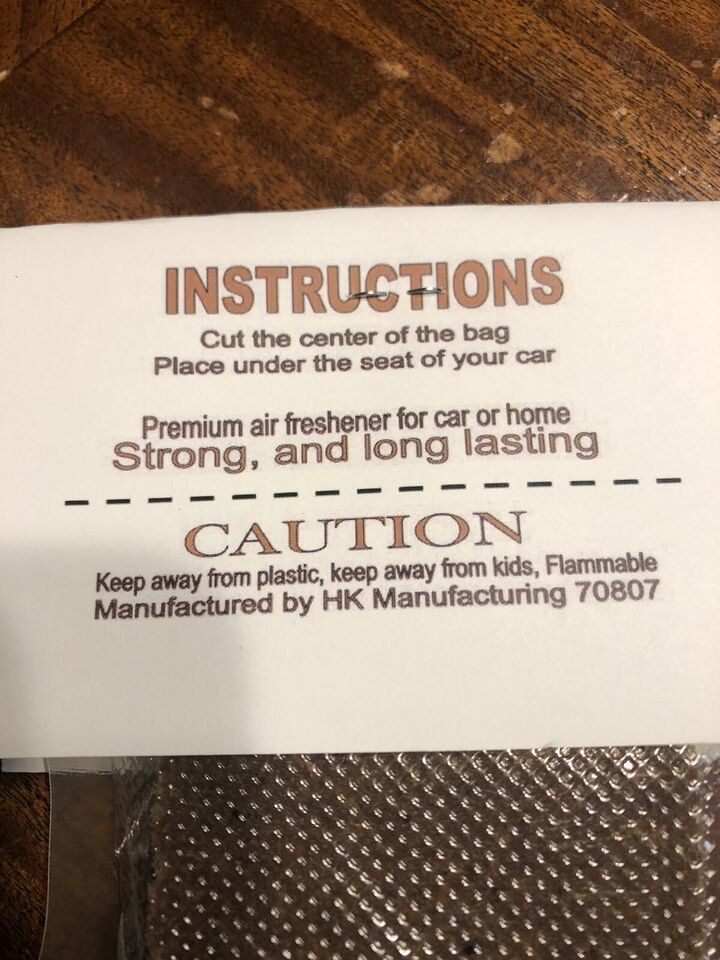 INSTRUCTIONS
Cut the center of the bag
Place under the seat of your car
Premium air freshener for car or home
Strong, and long lasting
CAUTION
Keep away from plastic, keep away from kids, Flammable
Manufactured by HK Manufacturing 70807